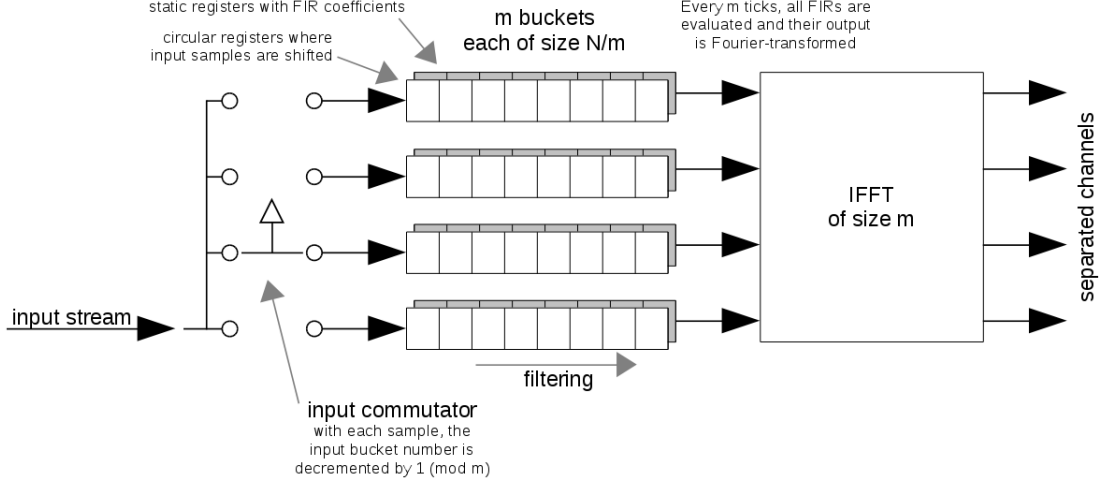 static registers with FIR coefficients
circular registers where
input samples are shifted
m buckets
each of size N/m
Every m ticks, all FIRs are
evaluated and their output
is Fourier-transformed
IFFT
of size m
separated channels
input stream
filtering
input commutator
with each sample, the
input bucket number is
decremented by 1 (mod m)